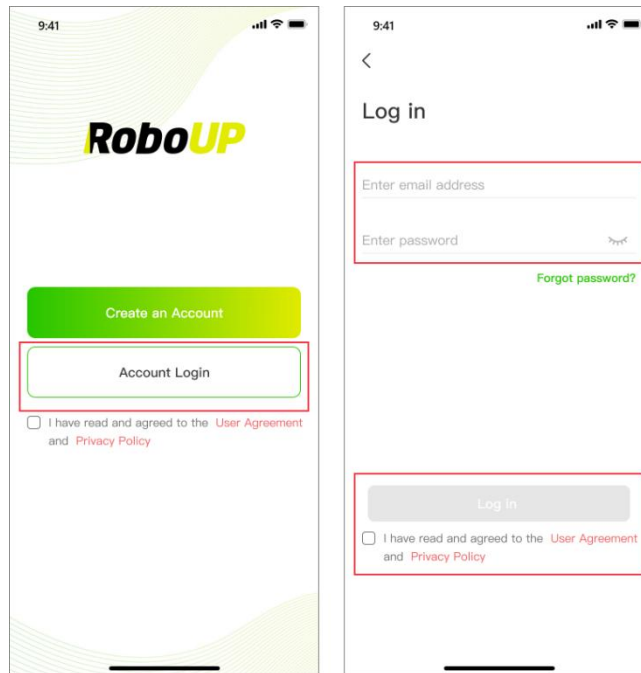 9:41
RoboUP
Create an Account
Account Login
I have read and agreed to the User Agreement
and Privacy Policy
9:41
Log in
Enter email address
Enter password
Forgot password?
Log in
I have read and agreed to the User Agreement
and Privacy Policy